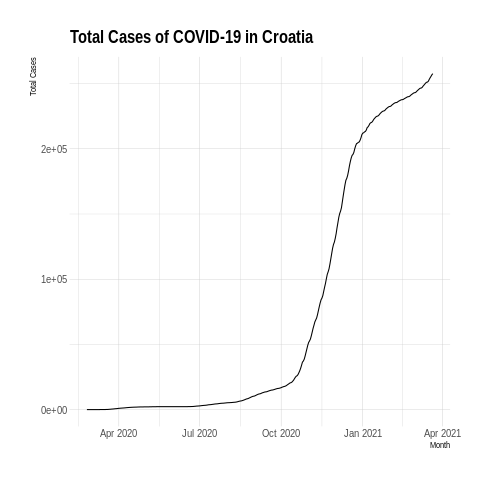 Total Cases of COVID-19 in Croatia
Total Cases
2e+05
1e+05
0e+00
Apr 2020 Jul 2020 Oct 2020 Jan 2021 Apr 2021
Month